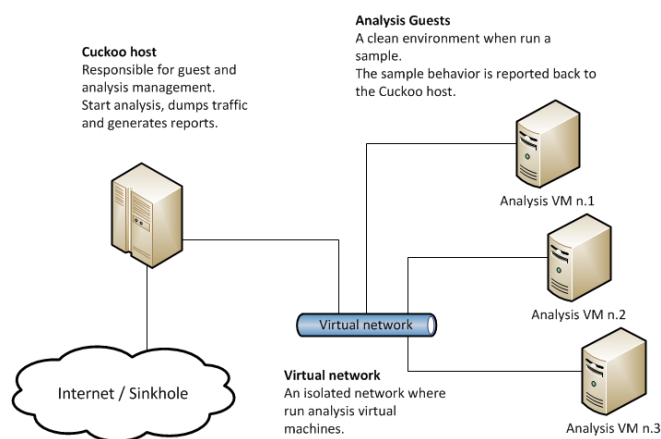 Cuckoo host
Responsible for guest and
analysis management.
Start analysis, dumps traffic
and generates reports.
Analysis Guests
A clean environment when run a
sample.
The sample behavior is reported back to
the Cuckoo host.
Analysis VM n.1
Analysis VM n.2
Virtual network
Internet / Sinkhole
Virtual network
An isolated network where
run analysis virtual
machines.
Analysis VM n.3